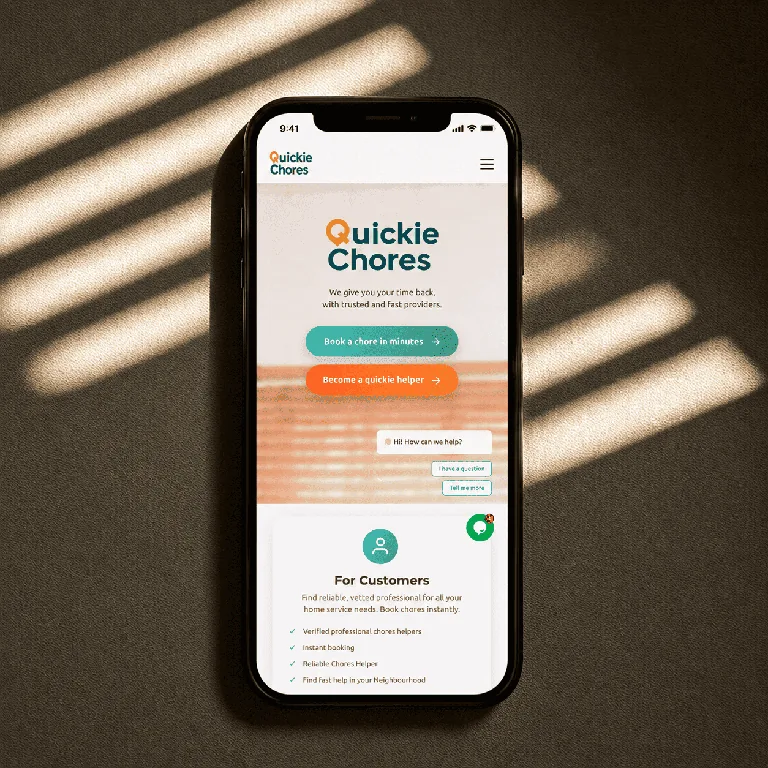 9:41
Quickie
Chores
Quickie
Chores
We give you your time back.
with trusted and fast providers.
Book a chore in minutes →
Become a quickie helper →
Hi! How can we help?
I have a question
Tell me more
For Customers
Find reliable, vetted professional for all your
home service needs. Book chores instantly.
✓ Verified professional chores helpers
✓ Instant booking
✓ Reliable Chores Helper
✓ Find fast help in your Neighbourhood